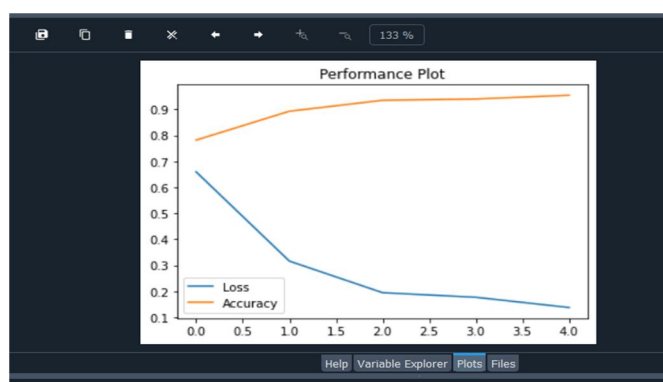 133 %
Performance Plot
0.9
0.8
0.7
0.6
0.5
0.4
0.3
0.2
0.1
Loss
Accuracy
0.0 0.5 1.0 1.5 2.0 2.5 3.0 3.5 4.0
Help Variable Explorer Plots Files